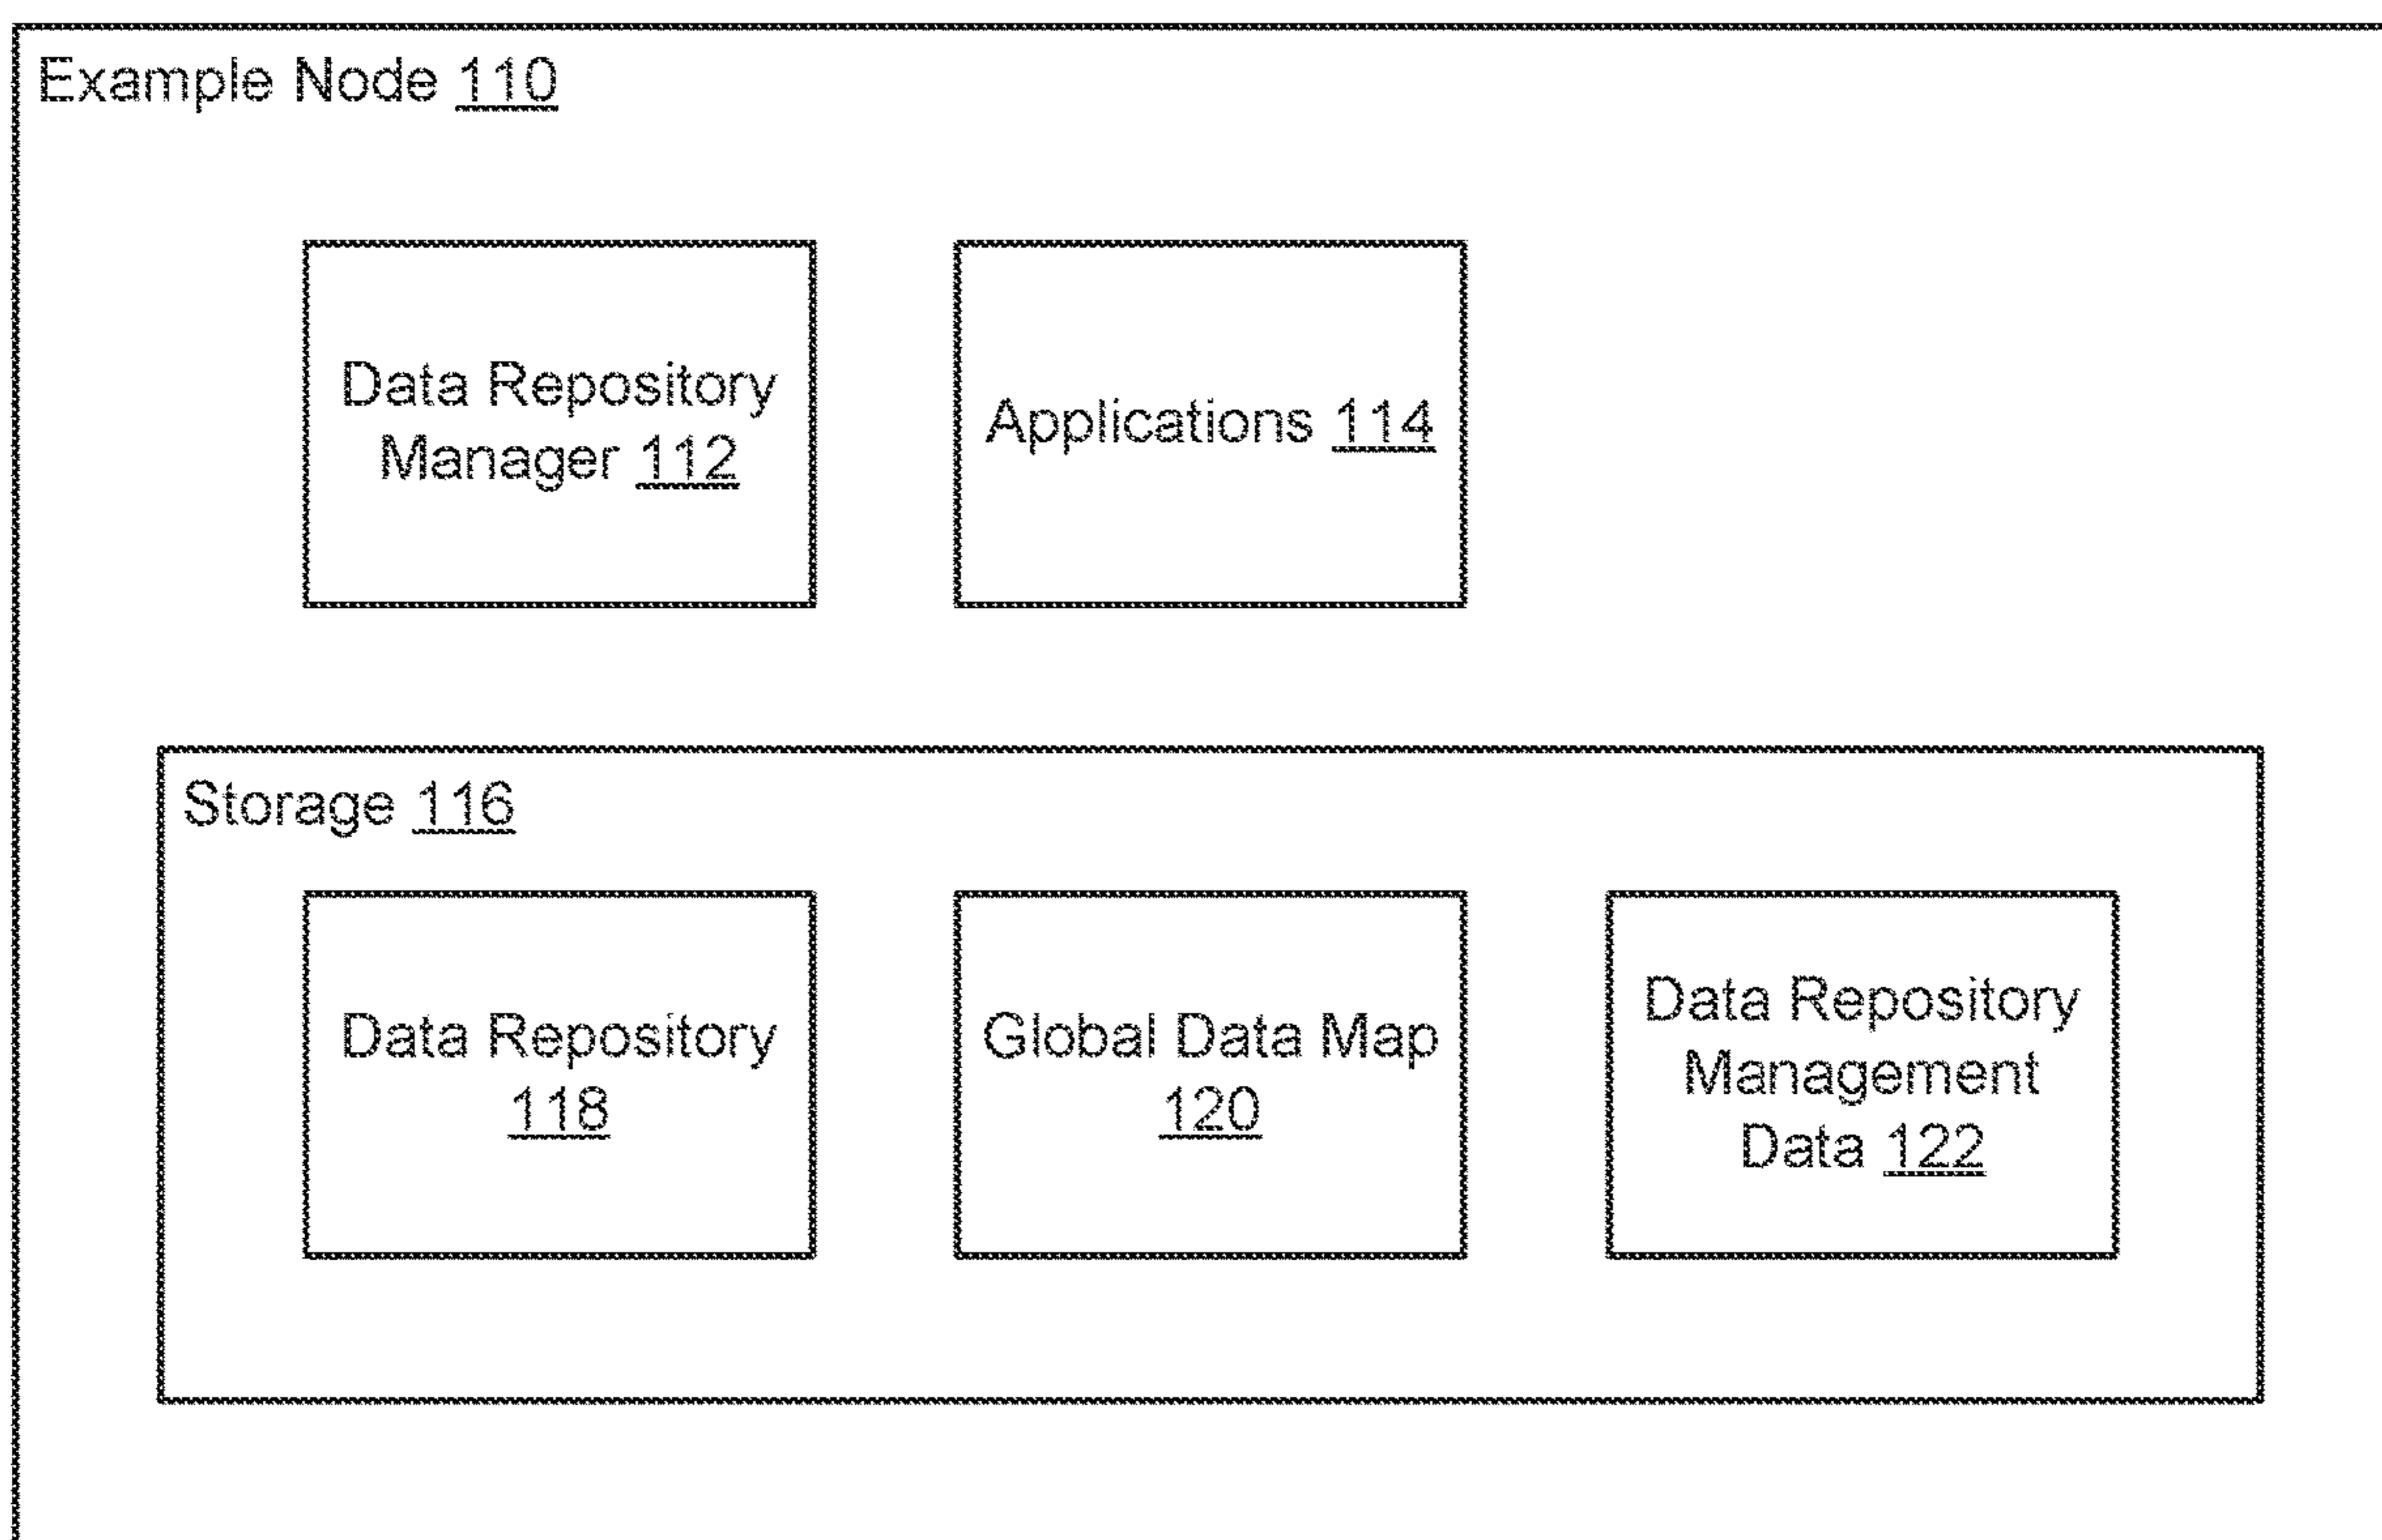 Example Node 110
Data Repository
Manager 112
Applications 114
Storage 116
Data Repository
118
Global Data Map
120
Data Repository
Management
Data 122